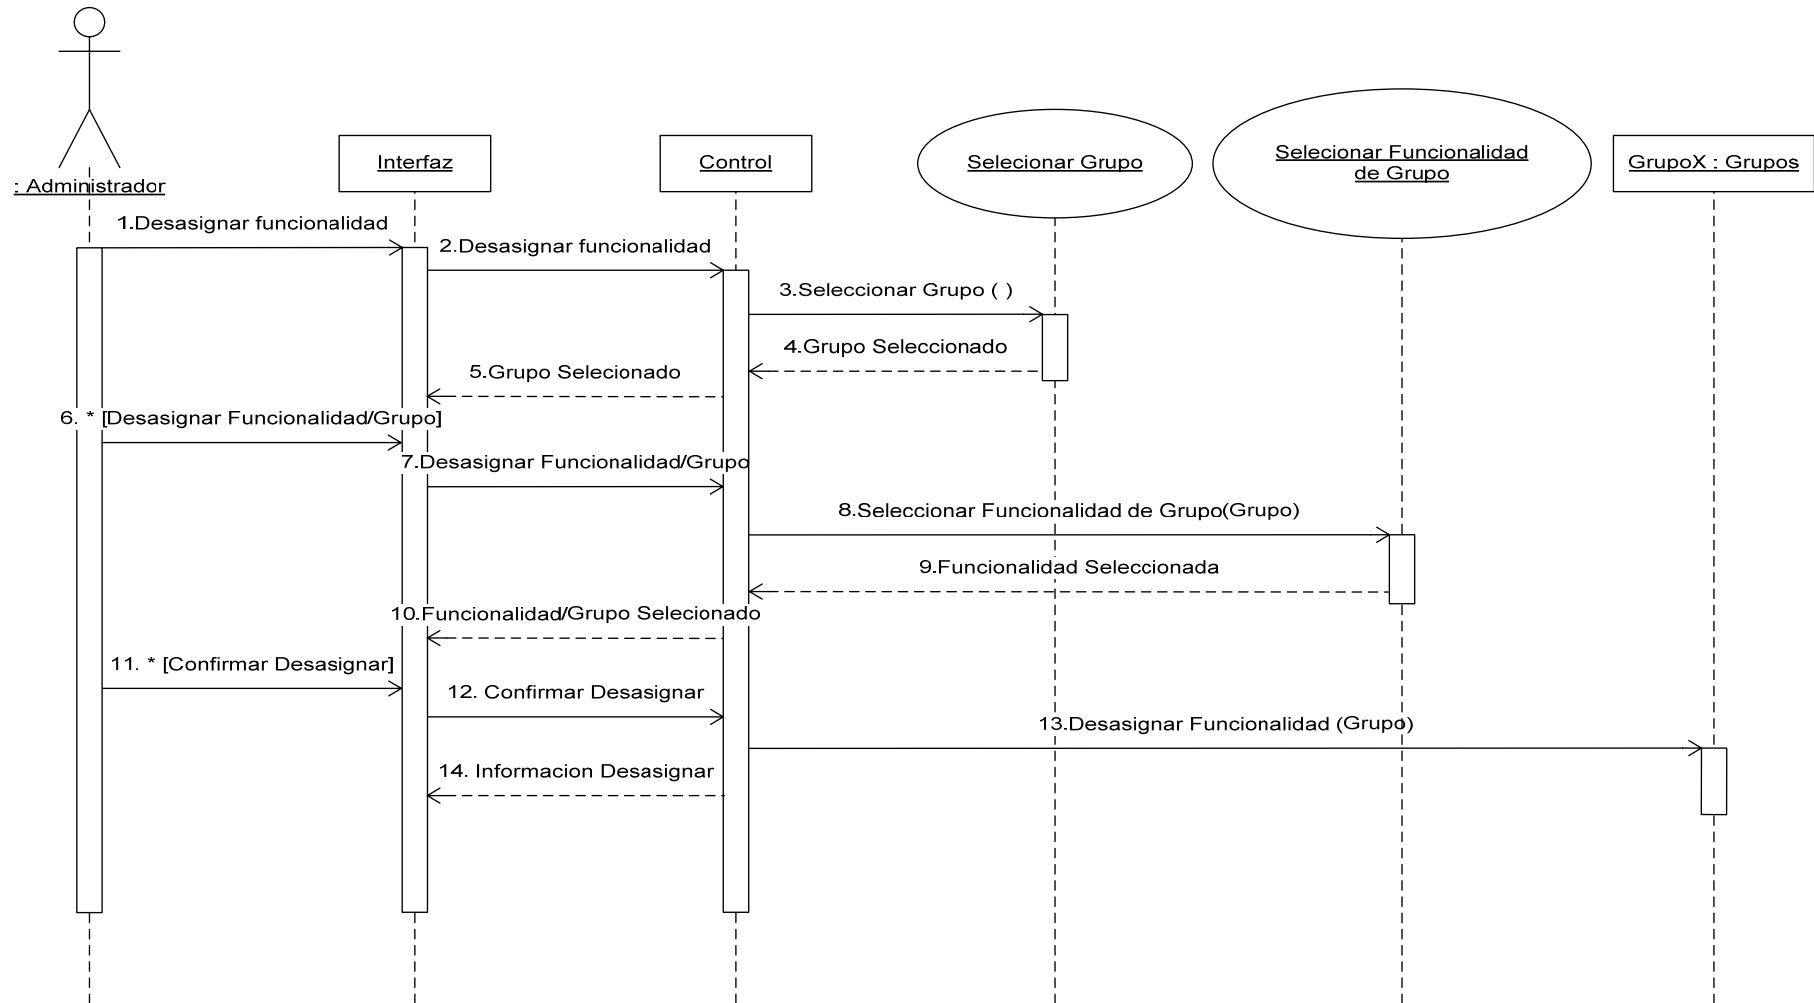 Interfaz
Control
Selecionar Grupo
Selecionar Funcionalidad
de Grupo
GrupoX : Grupos
: Administrador
1.Desasignar funcionalidad
2.Desasignar funcionalidad
3.Seleccionar Grupo ( )
4.Grupo Seleccionado
5.Grupo Selecionado
6. * [Desasignar Funcionalidad/Grupo]
7.Desasignar Funcionalidad/Grupo
8.Seleccionar Funcionalidad de Grupo(Grupo)
9.Funcionalidad Seleccionada
10.Funcionalidad/Grupo Selecionado
11. * [Confirmar Desasignar]
12. Confirmar Desasignar
13.Desasignar Funcionalidad (Grupo)
14. Informacion Desasignar